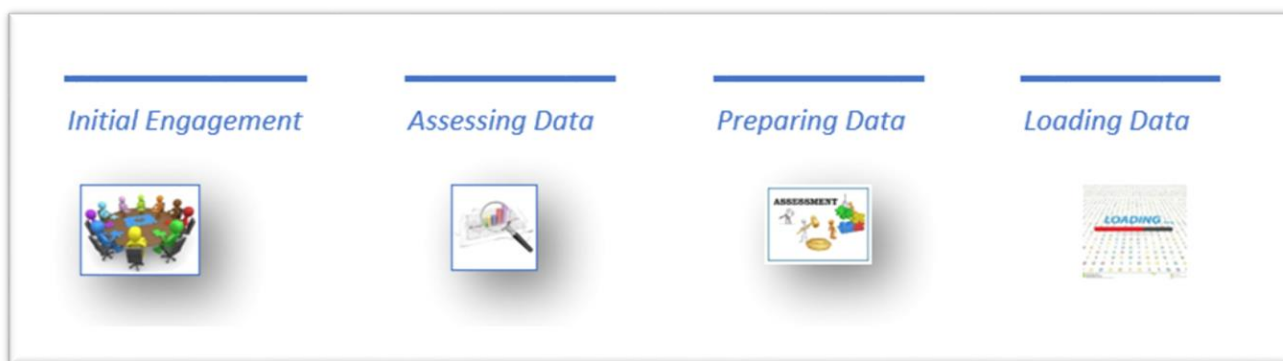 Initial Engagement
Assessing Data
Preparing Data
Loading Data
ASSESSMENT
LOADING...